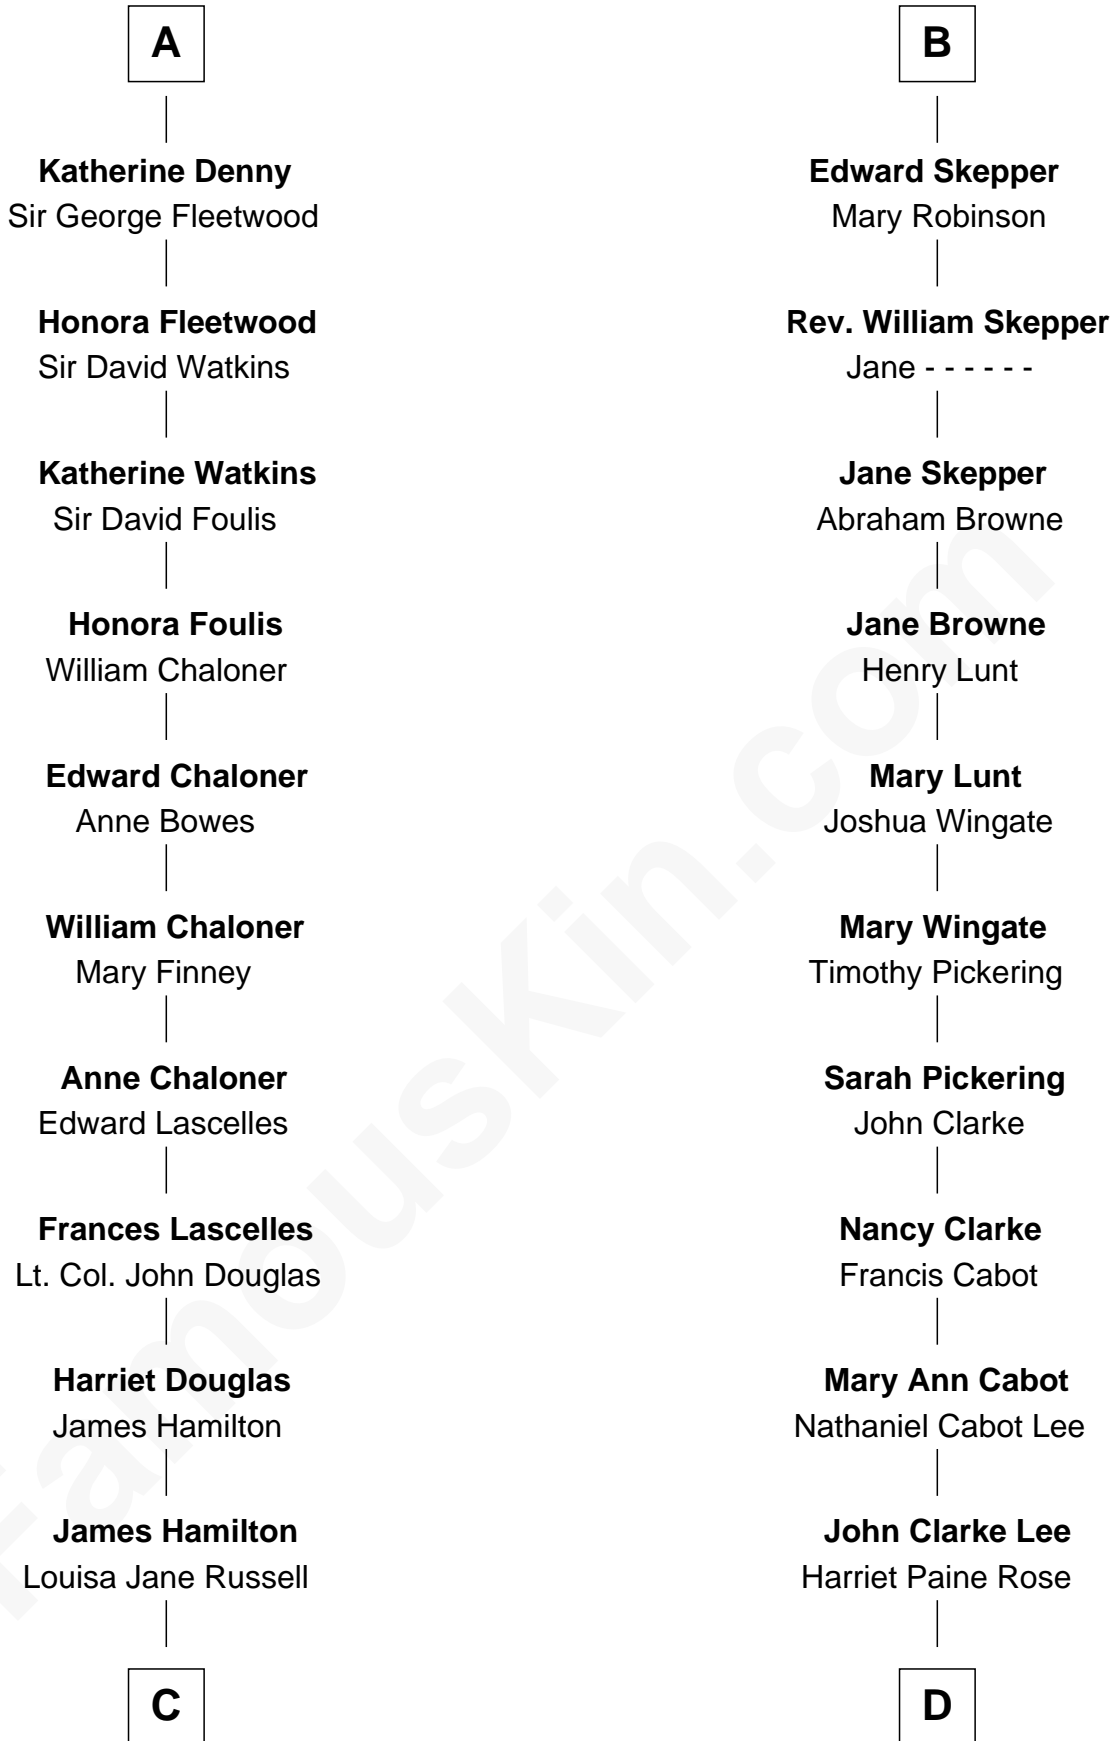 A
Katherine Denny
Sir George Fleetwood
Honora Fleetwood
Sir David Watkins
Katherine Watkins
Sir David Foulis
Honora Foulis
William Chaloner
Edward Chaloner
Anne Bowes
William Chaloner
Mary Finney
Anne Chaloner
Edward Lascelles
Frances Lascelles
Lt. Col. John Douglas
Harriet Douglas
James Hamilton
James Hamilton
Louisa Jane Russell
C
B
Edward Skepper
Mary Robinson
Rev. William Skepper
Jane - - - - - -
Jane Skepper
Abraham Browne
Jane Browne
Henry Lunt
Mary Lunt
Joshua Wingate
Mary Wingate
Timothy Pickering
Sarah Pickering
John Clarke
Nancy Clarke
Francis Cabot
Mary Ann Cabot
Nathaniel Cabot Lee
John Clarke Lee
Harriet Paine Rose
D
FamousKin.com